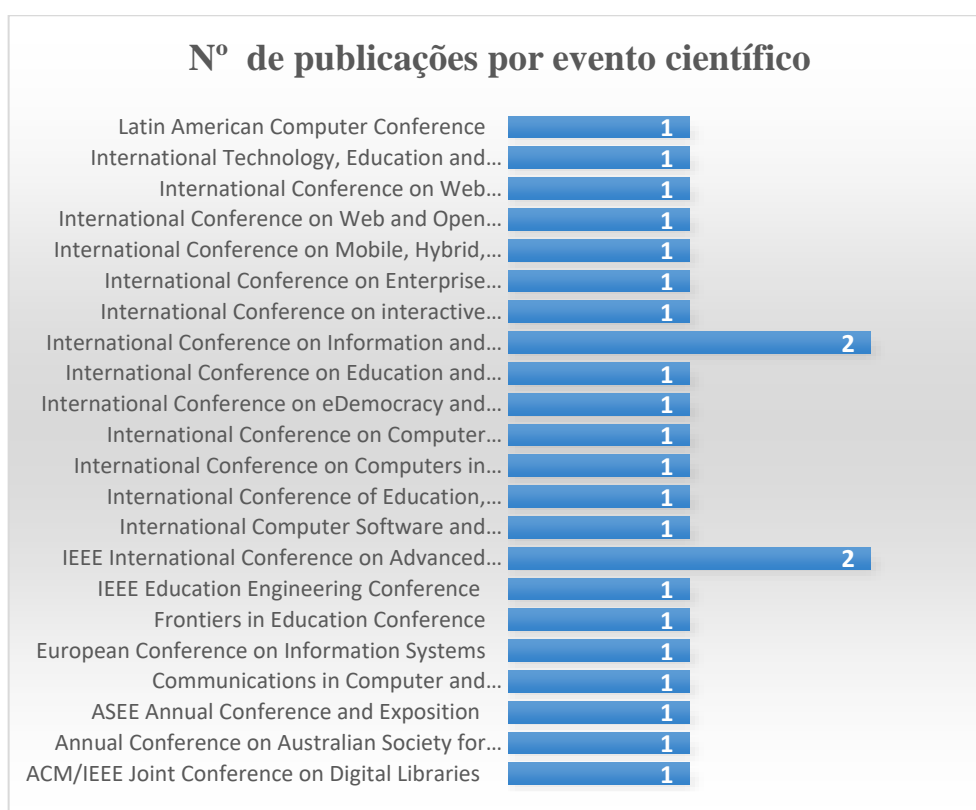 Nº de publicações por evento científico
Latin American Computer Conference 1
International Technology, Education and... 1
International Conference on Web... 1
International Conference on Web and Open... 1
International Conference on Mobile, Hybrid,... 1
International Conference on Enterprise... 1
International Conference on interactive... 1
International Conference on Information and... 2
International Conference on Education and... 1
International Conference on eDemocracy and... 1
International Conference on Computer... 1
International Conference on Computers in... 1
International Conference of Education,... 1
International Computer Software and... 1
IEEE International Conference on Advanced... 2
IEEE Education Engineering Conference 1
Frontiers in Education Conference 1
European Conference on Information Systems 1
Communications in Computer and... 1
ASEE Annual Conference and Exposition 1
Annual Conference on Australian Society for... 1
ACM/IEEE Joint Conference on Digital Libraries 1